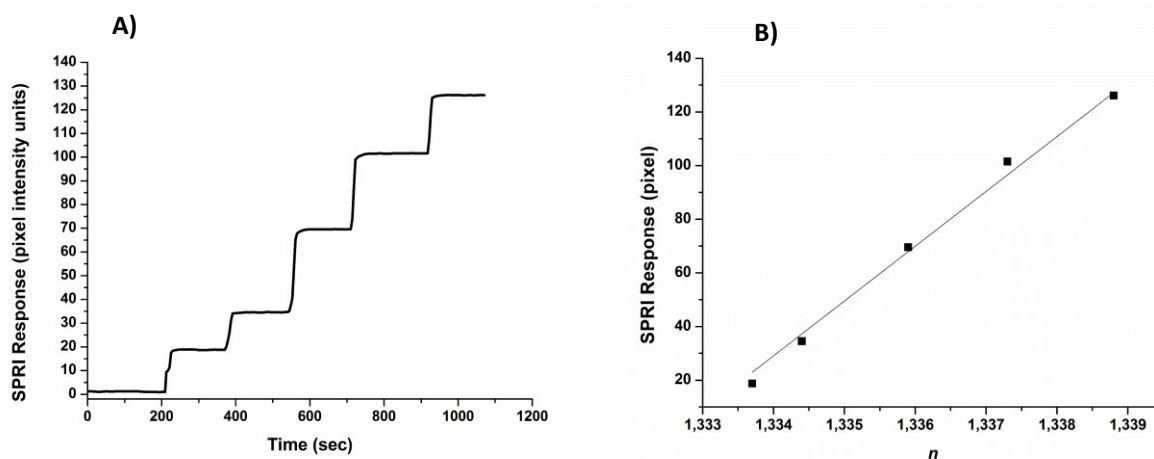 A)
SPRI Response (pixel intensity units)
140
130
120
110
100
90
80
70
60
50
40
30
20
10
0
0 200 400 600 800 1000 1200
Time (sec)
B)
SPRI Response (pixel)
140
120
100
80
60
40
20
1,333 1,334 1,335 1,336 1,337 1,338 1,339
n